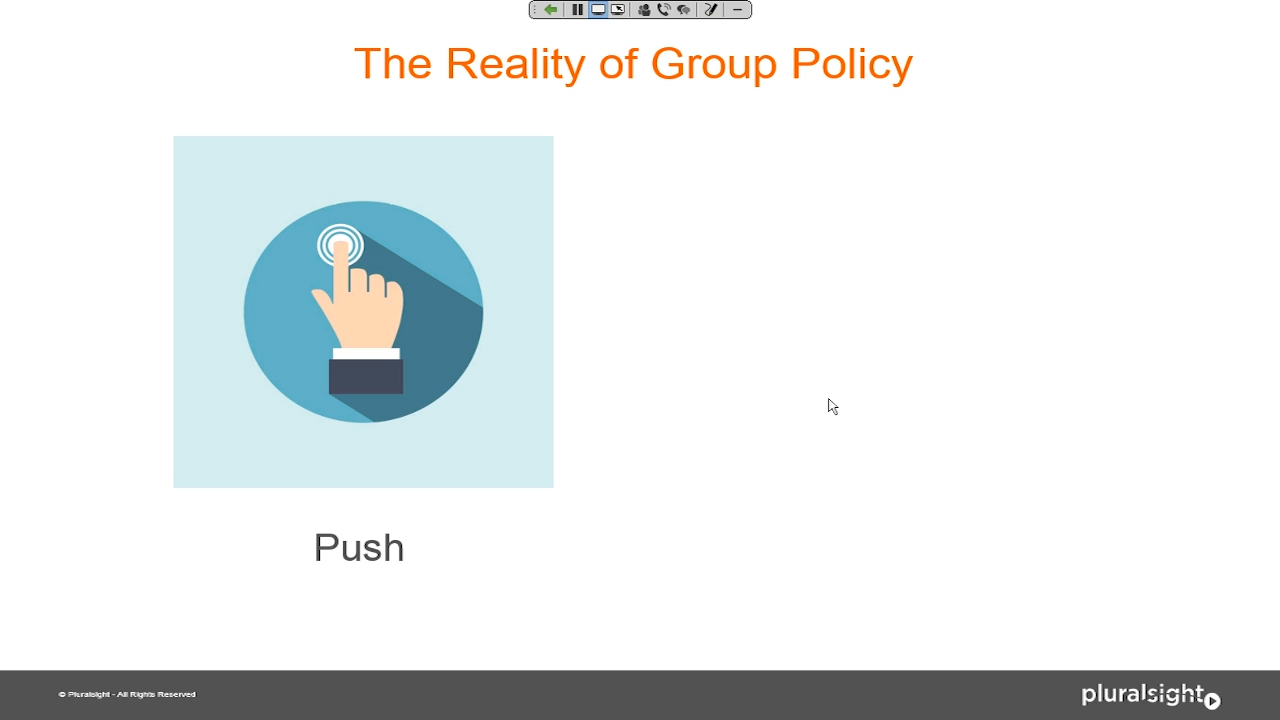 The Reality of Group Policy
Push
© Pluralsight - All Rights Reserved
pluralsight